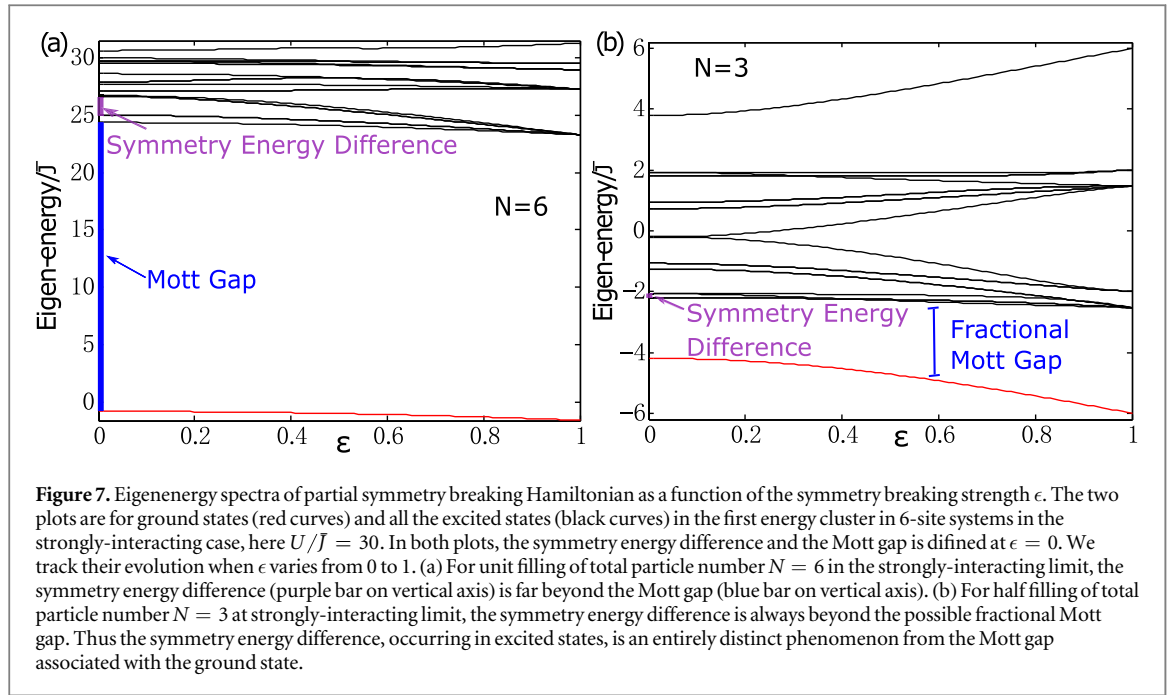 (a)
30
25
20
15
10
5
0
Eigen-energy/J̄
Symmetry Energy Difference
N=6
Mott Gap
0
0.2
0.4
0.6
0.8
1
ε
(b)
6
4
2
0
−2
−4
−6
Eigen-energy/J̄
N=3
Symmetry Energy
Difference
Fractional
Mott Gap
0
0.2
0.4
0.6
0.8
1
ε
Figure 7. Eigenenergy spectra of partial symmetry breaking Hamiltonian as a function of the symmetry breaking strength ϵ. The two
plots are for ground states (red curves) and all the excited states (black curves) in the first energy cluster in 6-site systems in the
strongly-interacting case, here U/J̄ = 30. In both plots, the symmetry energy difference and the Mott gap is difined at ϵ = 0. We
track their evolution when ϵ varies from 0 to 1. (a) For unit filling of total particle number N = 6 in the strongly-interacting limit, the
symmetry energy difference (purple bar on vertical axis) is far beyond the Mott gap (blue bar on vertical axis). (b) For half filling of total
particle number N = 3 at strongly-interacting limit, the symmetry energy difference is always beyond the possible fractional Mott
gap. Thus the symmetry energy difference, occurring in excited states, is an entirely distinct phenomenon from the Mott gap
associated with the ground state.